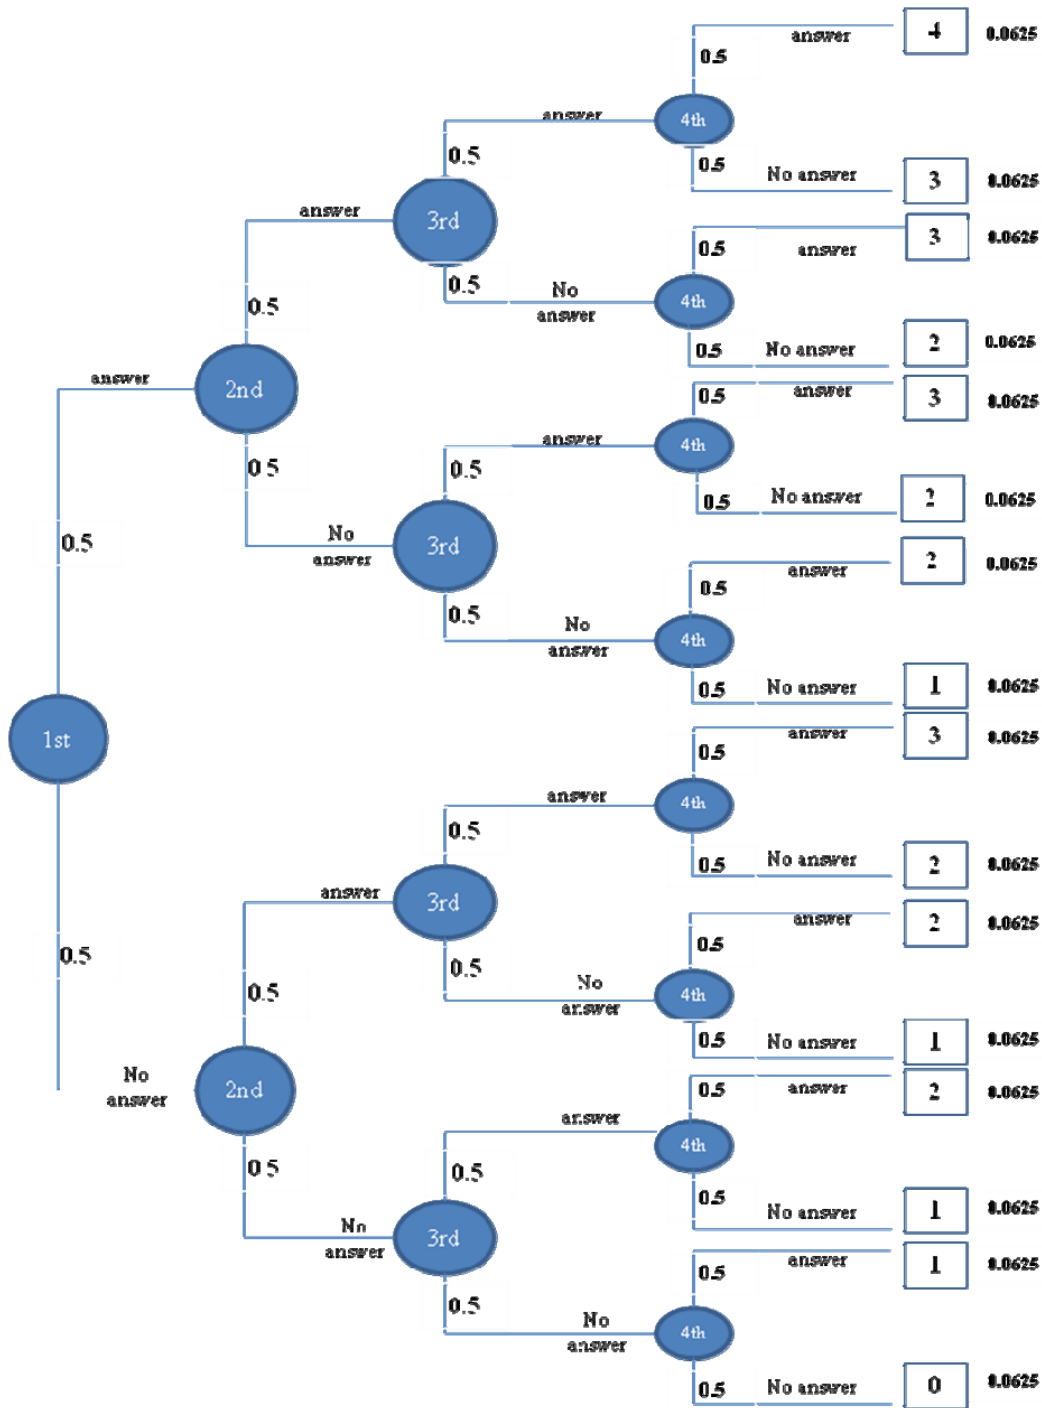 answer 4 0.0625
0.5
answer 4th
0.5 0.5
No answer 3 0.0625
answer 3rd
0.5 answer 3 0.0625
0.5 No
answer 4th
0.5
0.5 No answer 2 0.0625
answer 2nd
0.5 answer 3 0.0625
answer 4th
0.5 0.5
0.5 No answer 2 0.0625
No
answer 3rd
0.5
answer 2 0.0625
0.5
0.5 No
answer 4th
0.5 No answer 1 0.0625
1st
answer 3 0.0625
0.5
answer 4th
0.5
0.5 No answer 2 0.0625
answer 3rd
answer 2 0.0625
0.5
0.5
0.5 No
answer 4th
0.5
0.5 No answer 1 0.0625
No
answer 2nd
0.5 answer 2 0.0625
answer 4th
0.5 0.5
0.5 No answer 1 0.0625
No
answer 3rd
answer 1 0.0625
0.5
0.5 No
answer 4th
0.5 No answer 0 0.0625